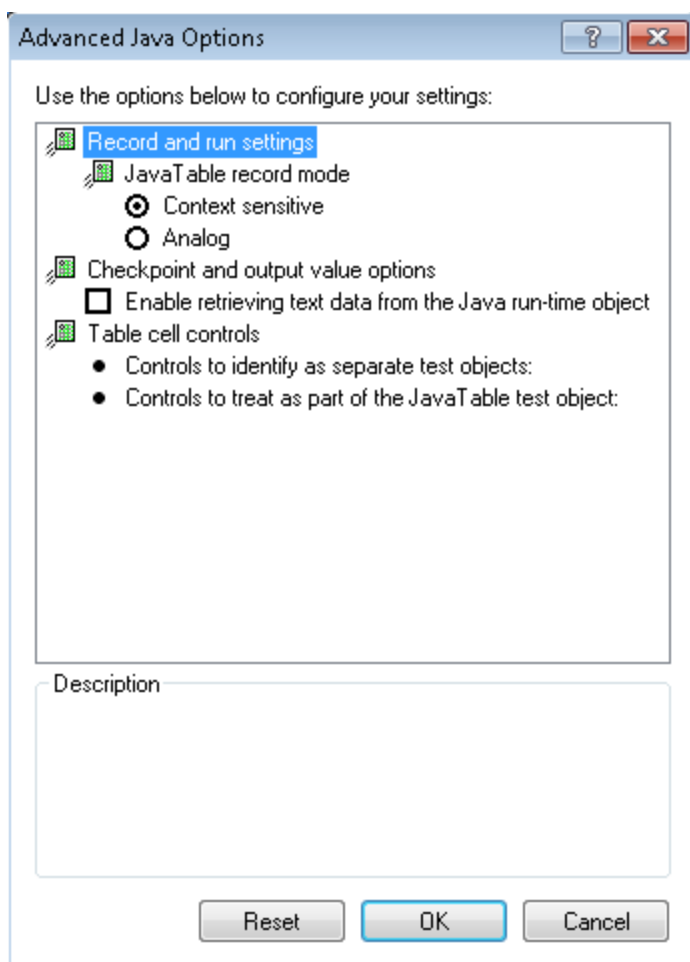 Advanced Java Options
Use the options below to configure your settings:
Record and run settings
JavaTable record mode
Context sensitive
Analog
Checkpoint and output value options
Enable retrieving text data from the Java run-time object
Table cell controls
Controls to identify as separate test objects:
Controls to treat as part of the JavaTable test object:
Description
Reset OK Cancel